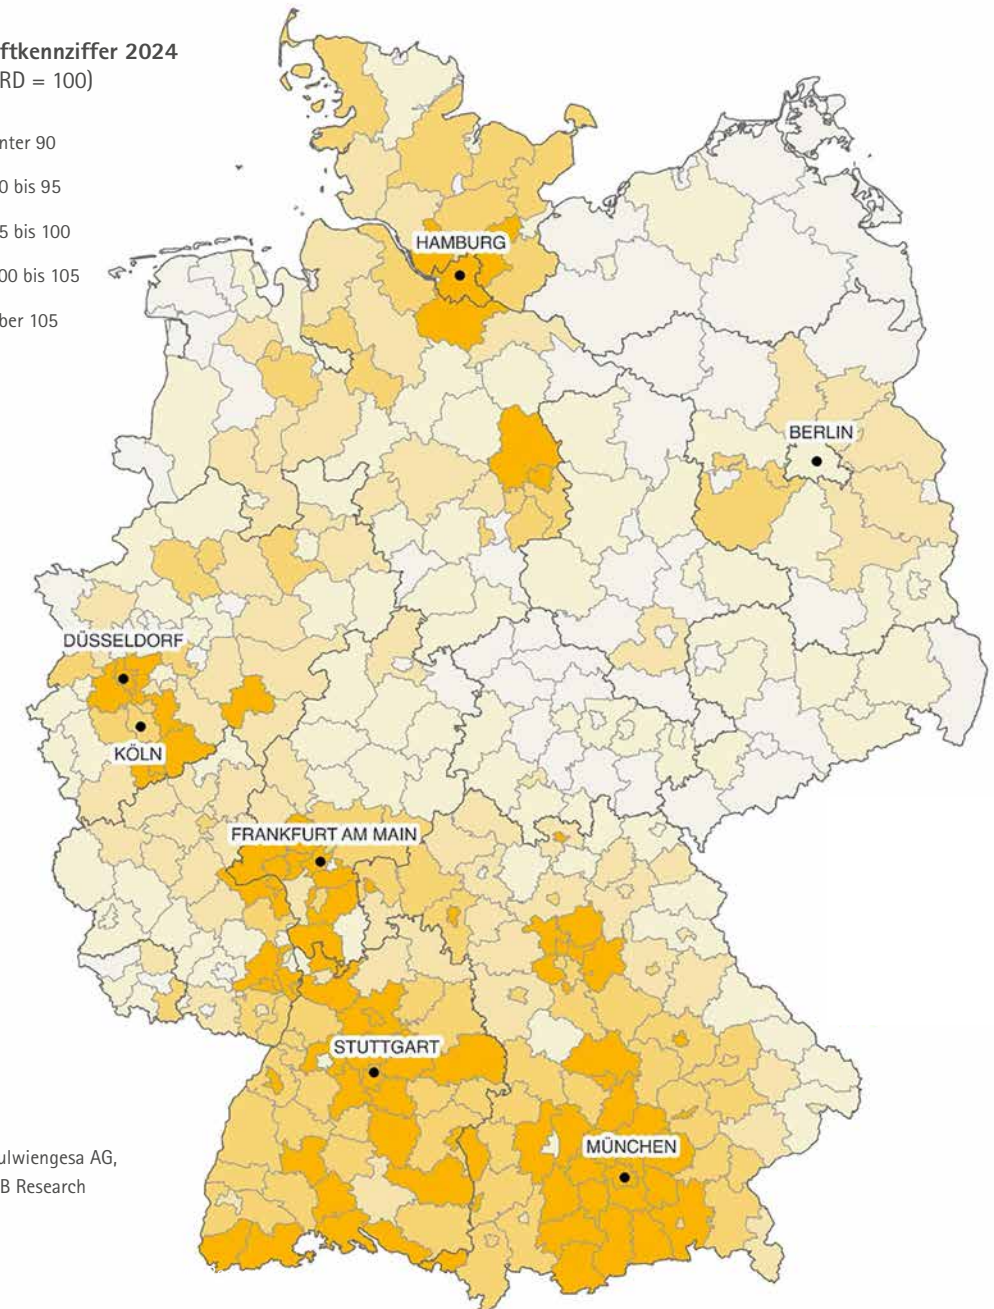 ftkennziffer 2024
RD = 100)
nter 90
0 bis 95
5 bis 100
00 bis 105
ber 105
HAMBURG
BERLIN
DÜSSELDORF
KÖLN
FRANKFURT AM MAIN
STUTTGART
MÜNCHEN
ulwiengesa AG,
B Research